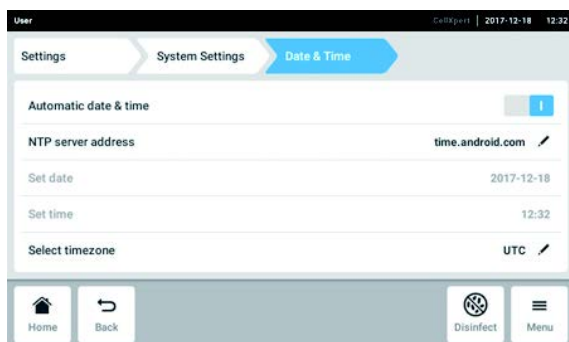 User CellXpert 2017-12-18 12:32
Settings System Settings Date & Time
Automatic date & time I
NTP server address time.android.com
Set date 2017-12-18
Set time 12:32
Select timezone UTC
Home Back Disinfect Menu